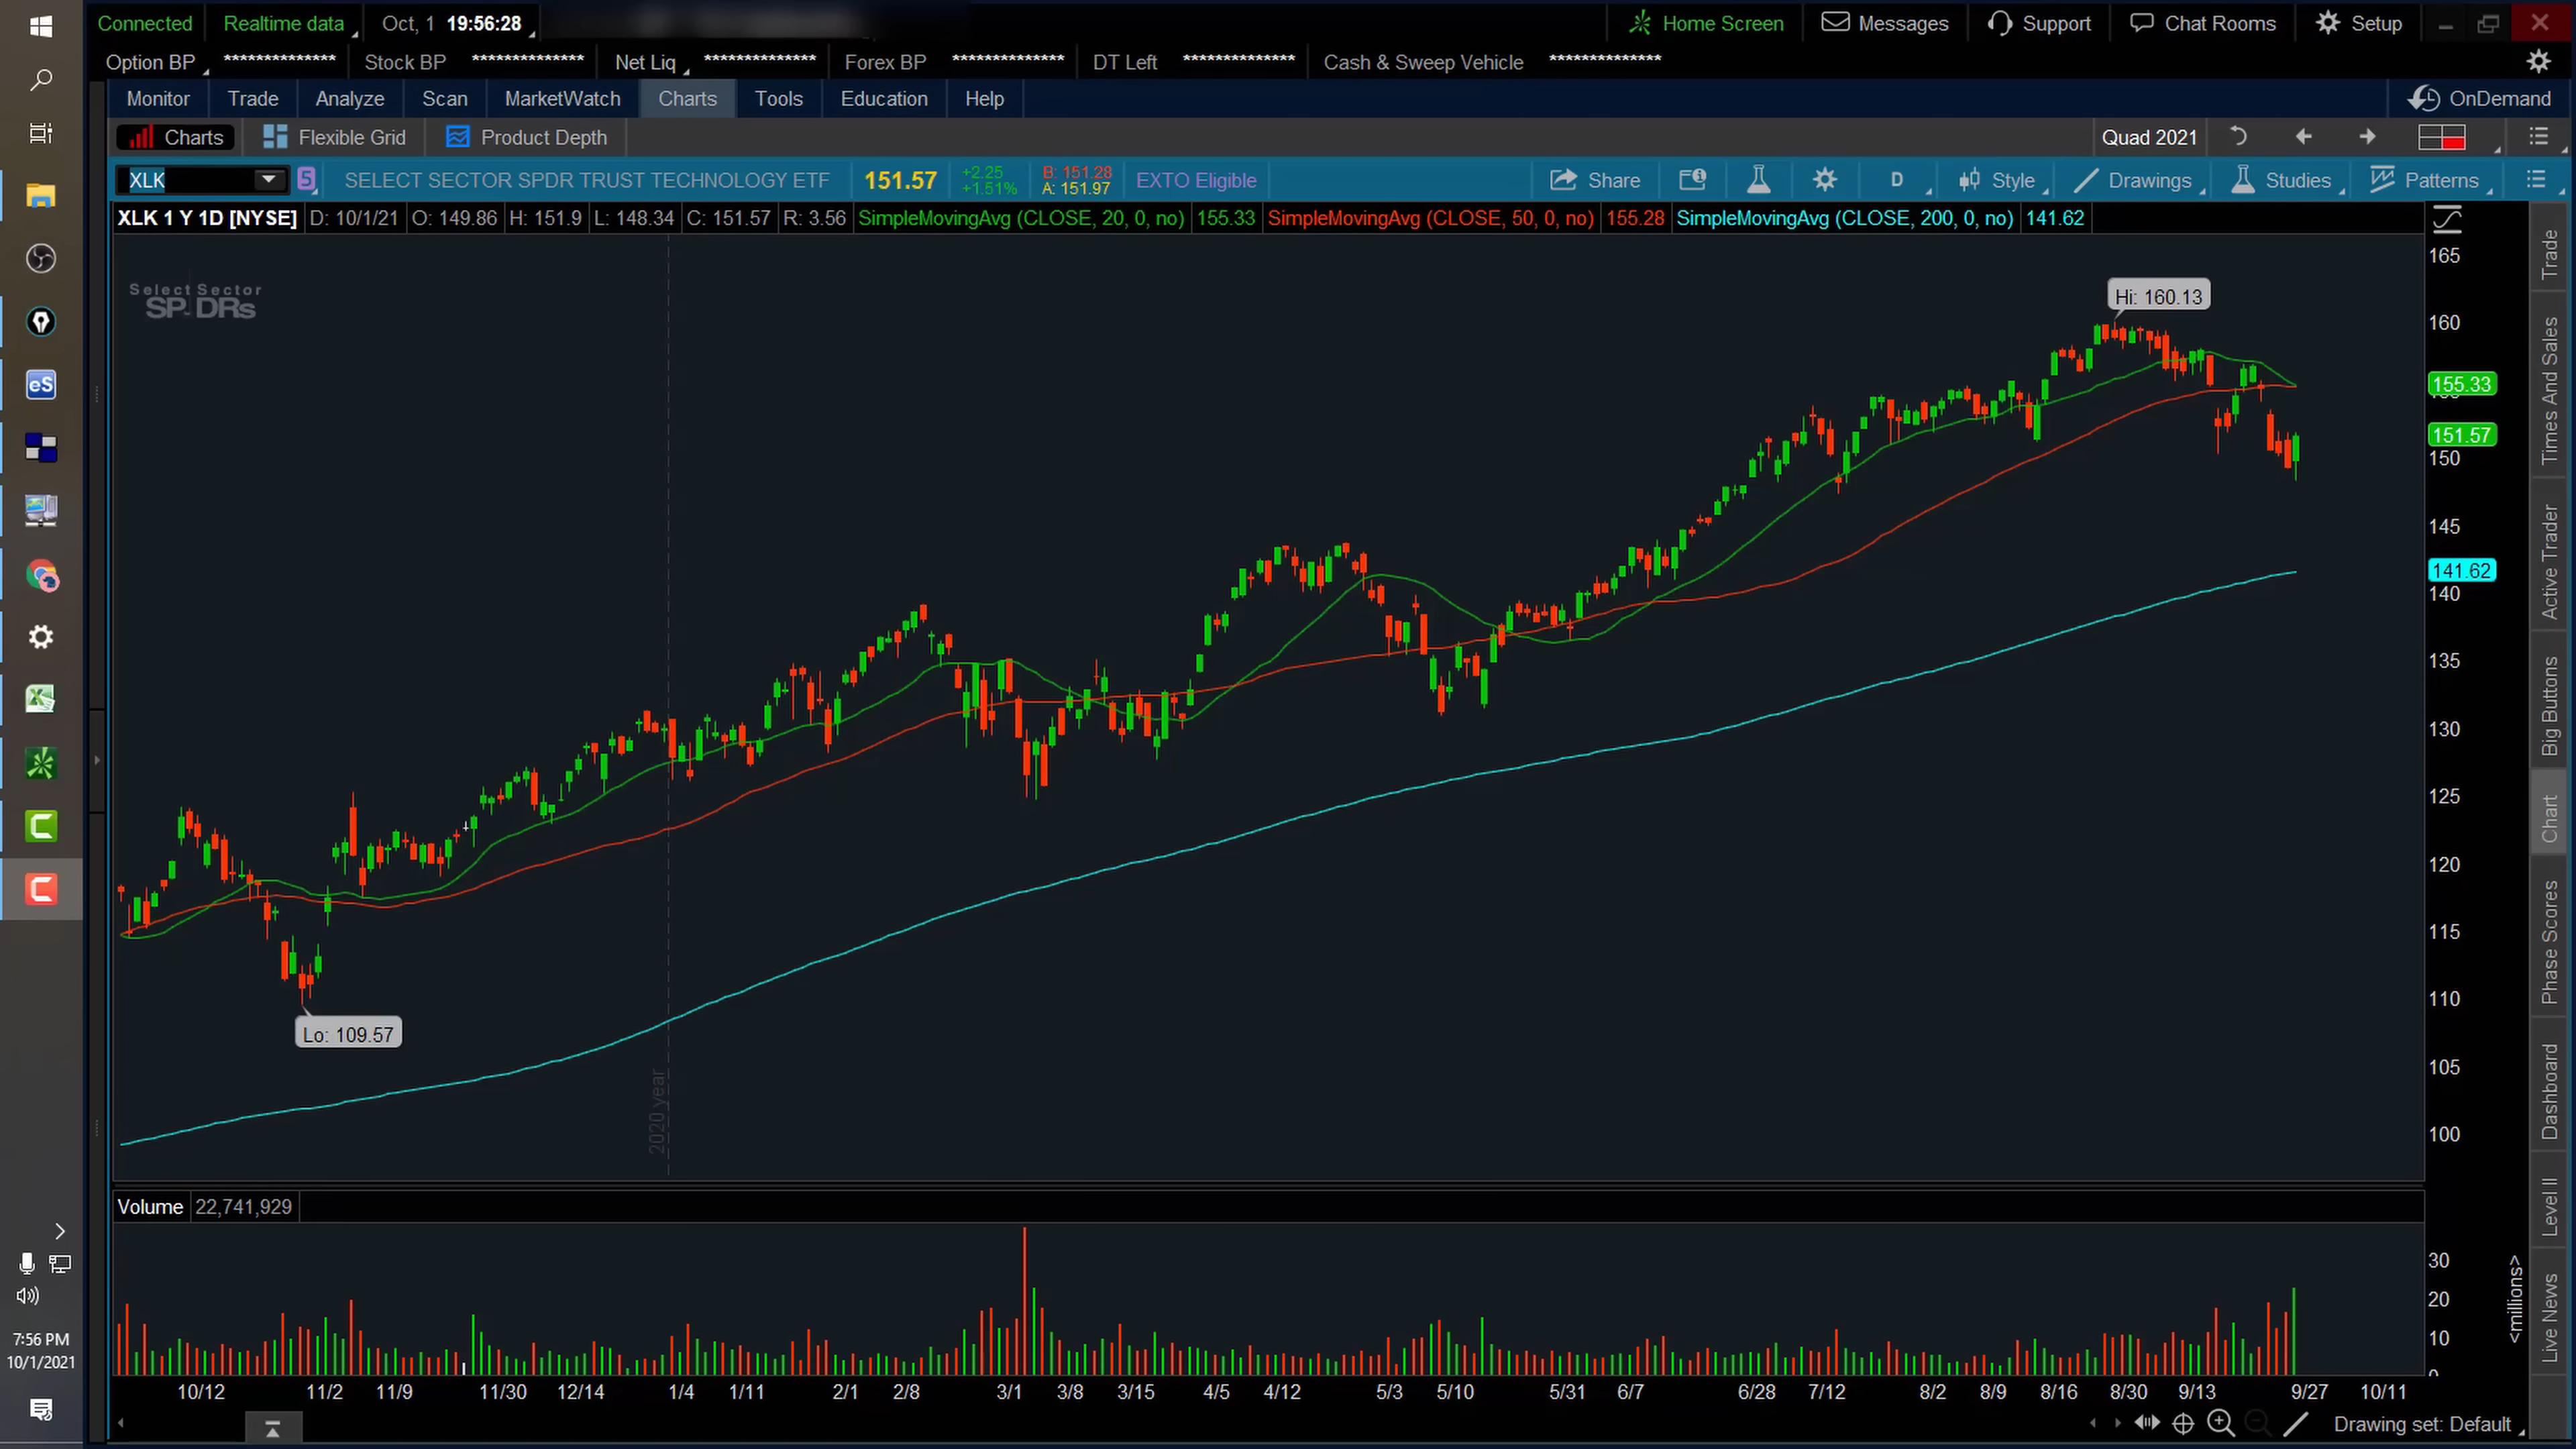 Connected Realtime data Oct, 1 19:56:28 Home Screen Messages Support Chat Rooms Setup
Option BP ************** Stock BP ************** Net Liq ************** Forex BP ************** DT Left ************** Cash & Sweep Vehicle **************
Monitor Trade Analyze Scan MarketWatch Charts Tools Education Help OnDemand
Charts Flexible Grid Product Depth Quad 2021
XLK 5 SELECT SECTOR SPDR TRUST TECHNOLOGY ETF 151.57 +2.25 B: 151.28 EXTO Eligible Share D Style Drawings Studies Patterns
+1.51% A: 151.97
XLK 1 Y 1D [NYSE] D: 10/1/21 O: 149.86 H: 151.9 L: 148.34 C: 151.57 R: 3.56 SimpleMovingAvg (CLOSE, 20, 0, no) 155.33 SimpleMovingAvg (CLOSE, 50, 0, no) 155.28 SimpleMovingAvg (CLOSE, 200, 0, no) 141.62
Select Sector
SPDRs
Hi: 160.13
Lo: 109.57
2020 year
165
160
155.33
151.57
150
145
141.62
140
135
130
125
120
115
110
105
100
Volume 22,741,929
30
20
10
0
<millions>
10/12 11/2 11/9 11/30 12/14 1/4 1/11 2/1 2/8 3/1 3/8 3/15 4/5 4/12 5/3 5/10 5/31 6/7 6/28 7/12 8/2 8/9 8/16 8/30 9/13 9/27 10/11
Drawing set: Default
Trade
Times And Sales
Active Trader
Big Buttons
Chart
Phase Scores
Dashboard
Level II
Live News
eS
7:56 PM
10/1/2021